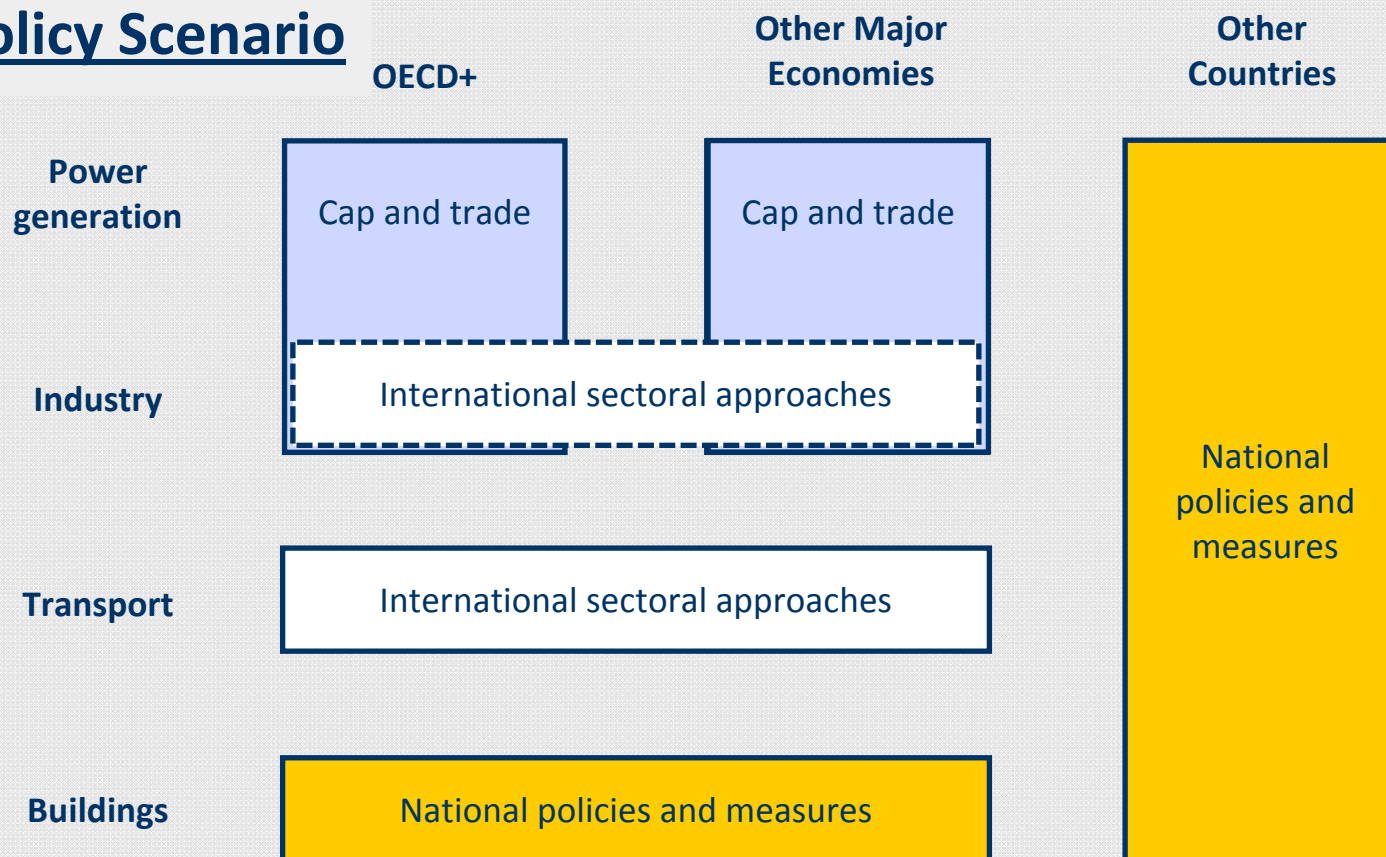 Scenario
OECD+
Other Major
Economies
Other
Countries
Power
generation
Cap and trade
Cap and trade
Industry
International sectoral approaches
National
policies and
measures
Transport
International sectoral approaches
Buildings
National policies and measures